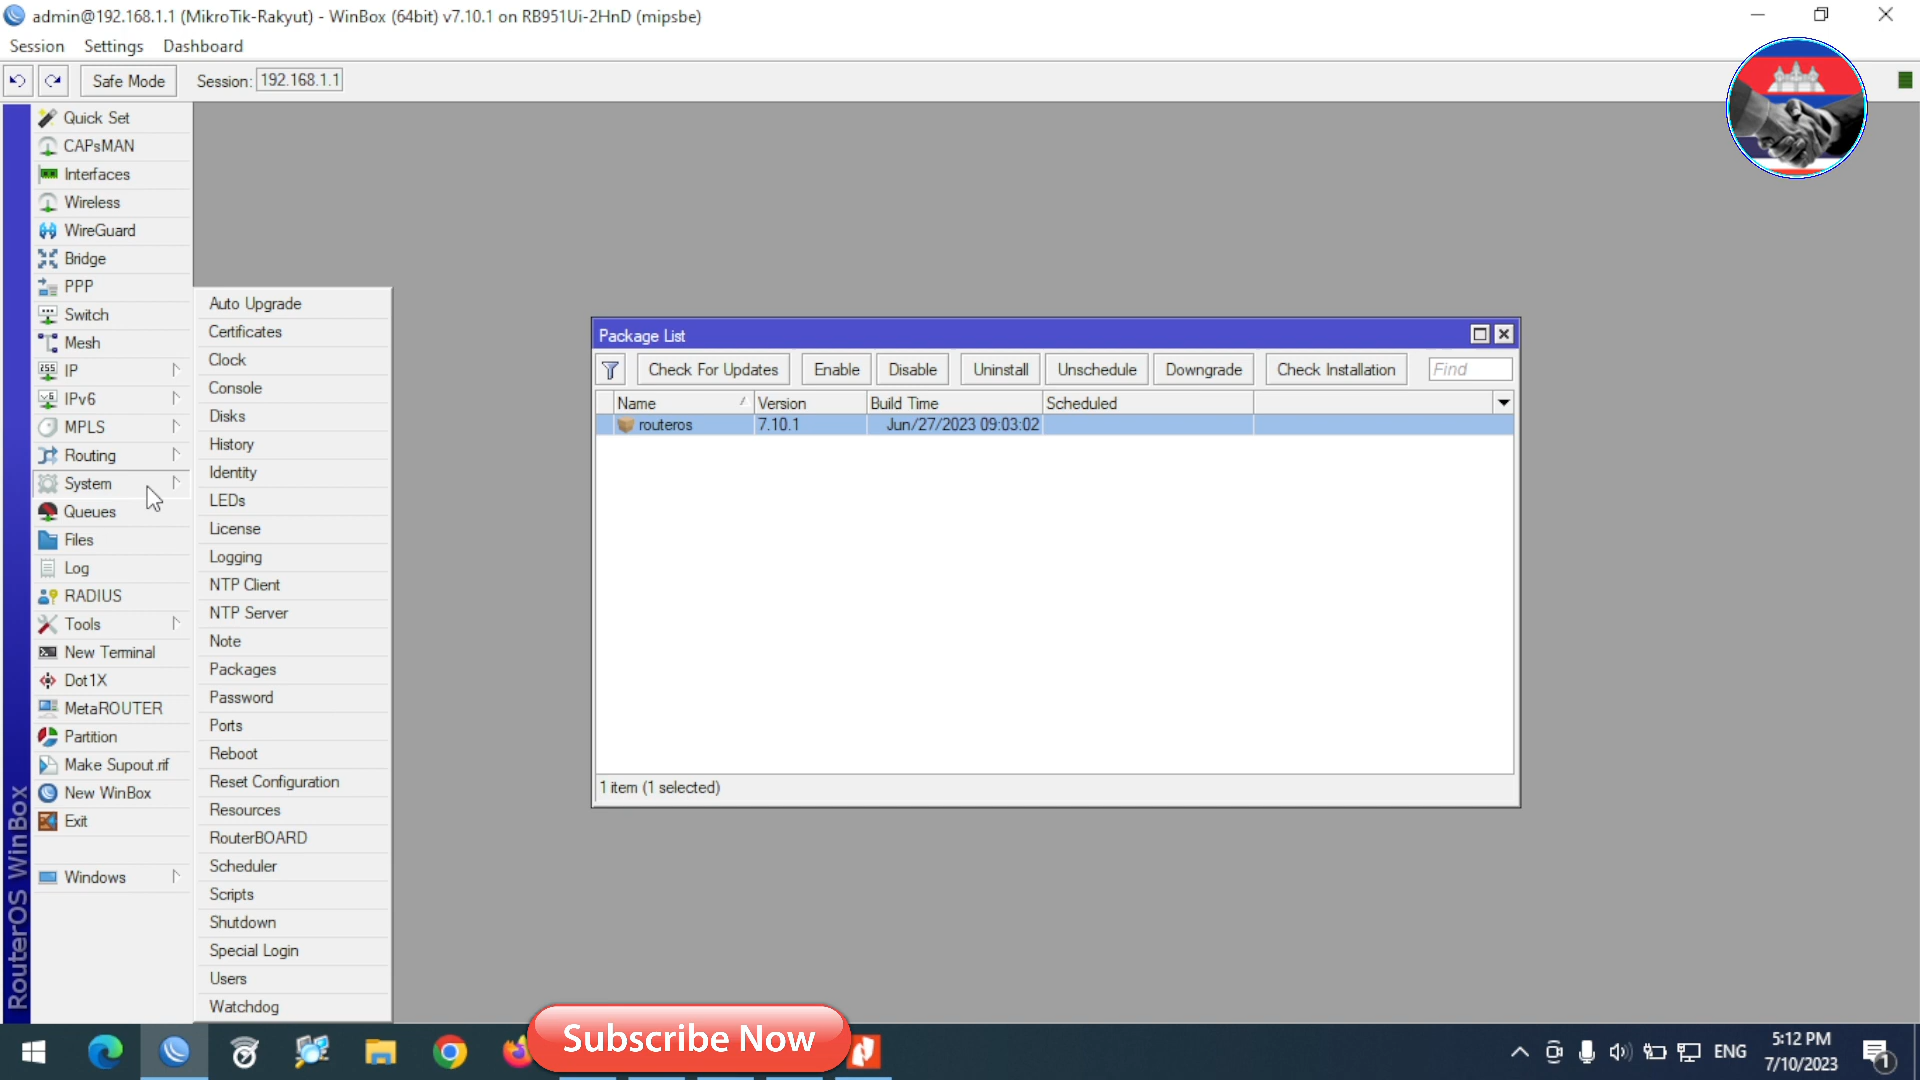 admin@192.168.1.1 (MikroTik-Rakyut) - WinBox (64bit) v7.10.1 on RB951Ui-2HnD (mipsbe)
Session Settings Dashboard
Safe Mode Session: 192.168.1.1
Quick Set
CAPsMAN
Interfaces
Wireless
WireGuard
Bridge
PPP
Switch
Mesh
IP
IPv6
MPLS
Routing
System
Queues
Files
Log
RADIUS
Tools
New Terminal
Dot1X
MetaROUTER
Partition
Make Supout.rif
New WinBox
Exit
Windows
RouterOS WinBox
Auto Upgrade
Certificates
Clock
Console
Disks
History
Identity
LEDs
License
Logging
NTP Client
NTP Server
Note
Packages
Password
Ports
Reboot
Reset Configuration
Resources
RouterBOARD
Scheduler
Scripts
Shutdown
Special Login
Users
Watchdog
Package List
Check For Updates Enable Disable Uninstall Unschedule Downgrade Check Installation Find
Name Version Build Time Scheduled
routeros 7.10.1 Jun/27/2023 09:03:02
1 item (1 selected)
Subscribe Now
ENG
5:12 PM
7/10/2023
1